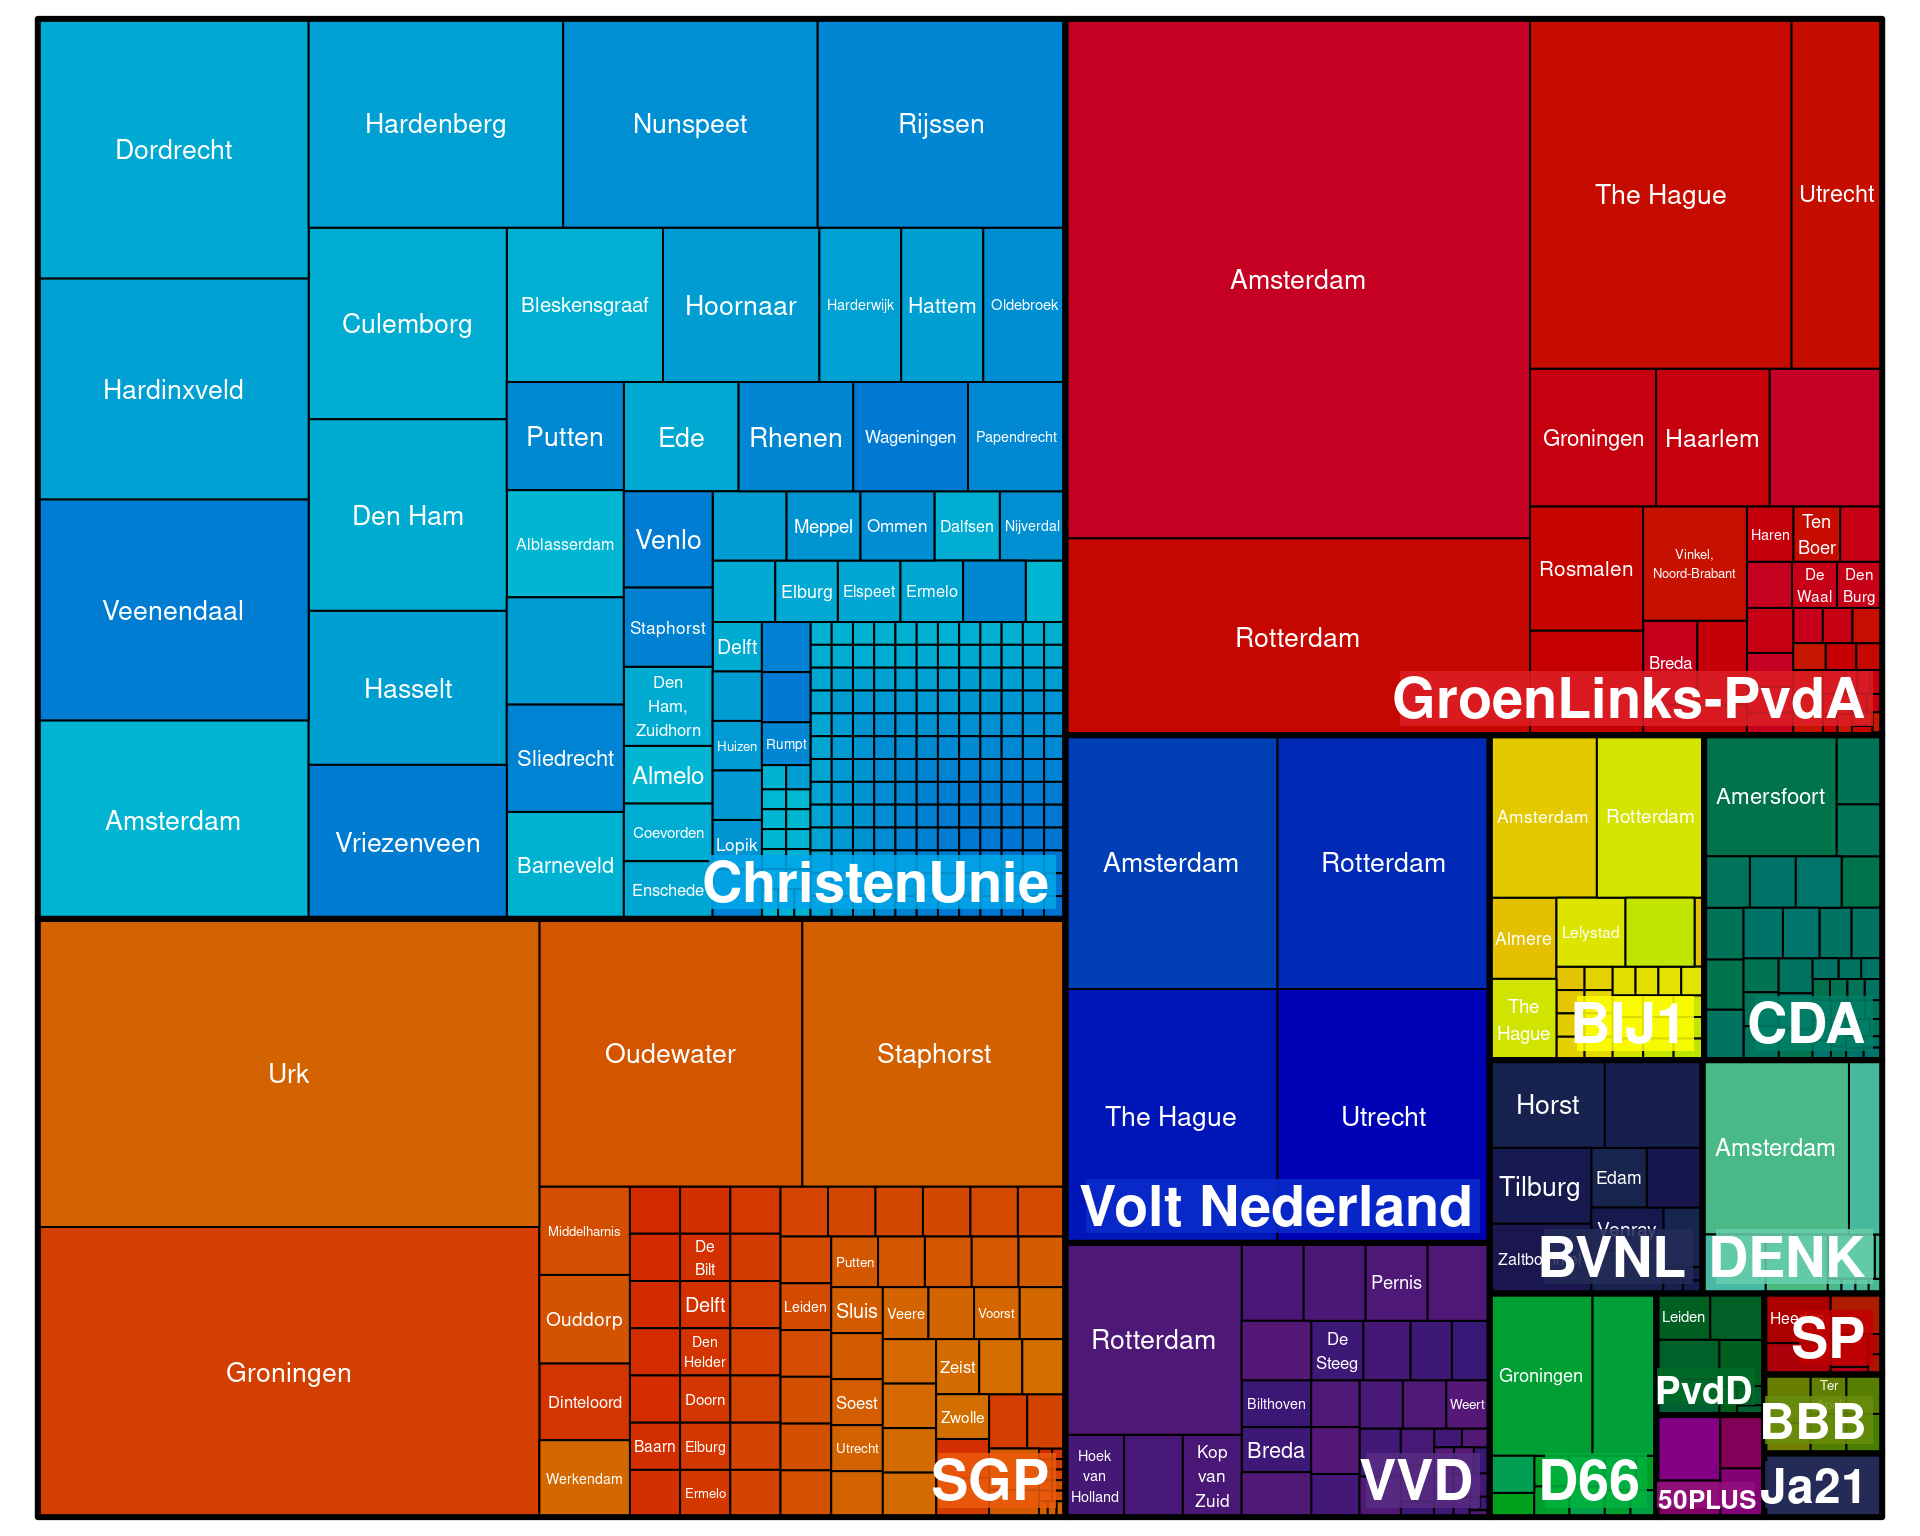 Dordrecht
Hardenberg
Nunspeet
Rijssen
Hardinxveld
Culemborg
Bleskensgraaf
Hoornaar
Harderwijk
Hattem
Oldebroek
Putten
Ede
Rhenen
Wageningen
Papendrecht
Veenendaal
Den Ham
Alblasserdam
Venlo
Meppel
Ommen
Dalfsen
Nijverdal
Elburg
Elspeet
Ermelo
Staphorst
Delft
Hasselt
Den
Ham,
Zuidhorn
Huizen
Rumpt
Sliedrecht
Almelo
Amsterdam
Vriezenveen
Barneveld
Coevorden
Lopik
Enschede
ChristenUnie
Amsterdam
The Hague
Utrecht
Groningen
Haarlem
Rotterdam
Rosmalen
Vinkel,
Noord-Brabant
Haren
Ten
Boer
De
Waal
Den
Burg
Breda
GroenLinks-PvdA
Urk
Oudewater
Staphorst
Groningen
Middelharnis
De
Bilt
Putten
Ouddorp
Delft
Leiden
Sluis
Veere
Voorst
Den
Helder
Zeist
Dinteloord
Doorn
Soest
Zwolle
Baarn
Elburg
Utrecht
Werkendam
Ermelo
SGP
Amsterdam
Rotterdam
The Hague
Utrecht
Volt Nederland
Amsterdam
Rotterdam
Almere
Lelystad
The
Hague
BIJ1
Amersfoort
CDA
Horst
Tilburg
Edam
Venray
BVNL
Amsterdam
DENK
Rotterdam
Pernis
De
Steeg
Bilthoven
Weert
Hoek
van
Holland
Kop
van
Zuid
Breda
VVD
Groningen
D66
Leiden
PvdD
SP
Ter
BBB
50PLUS
Ja21